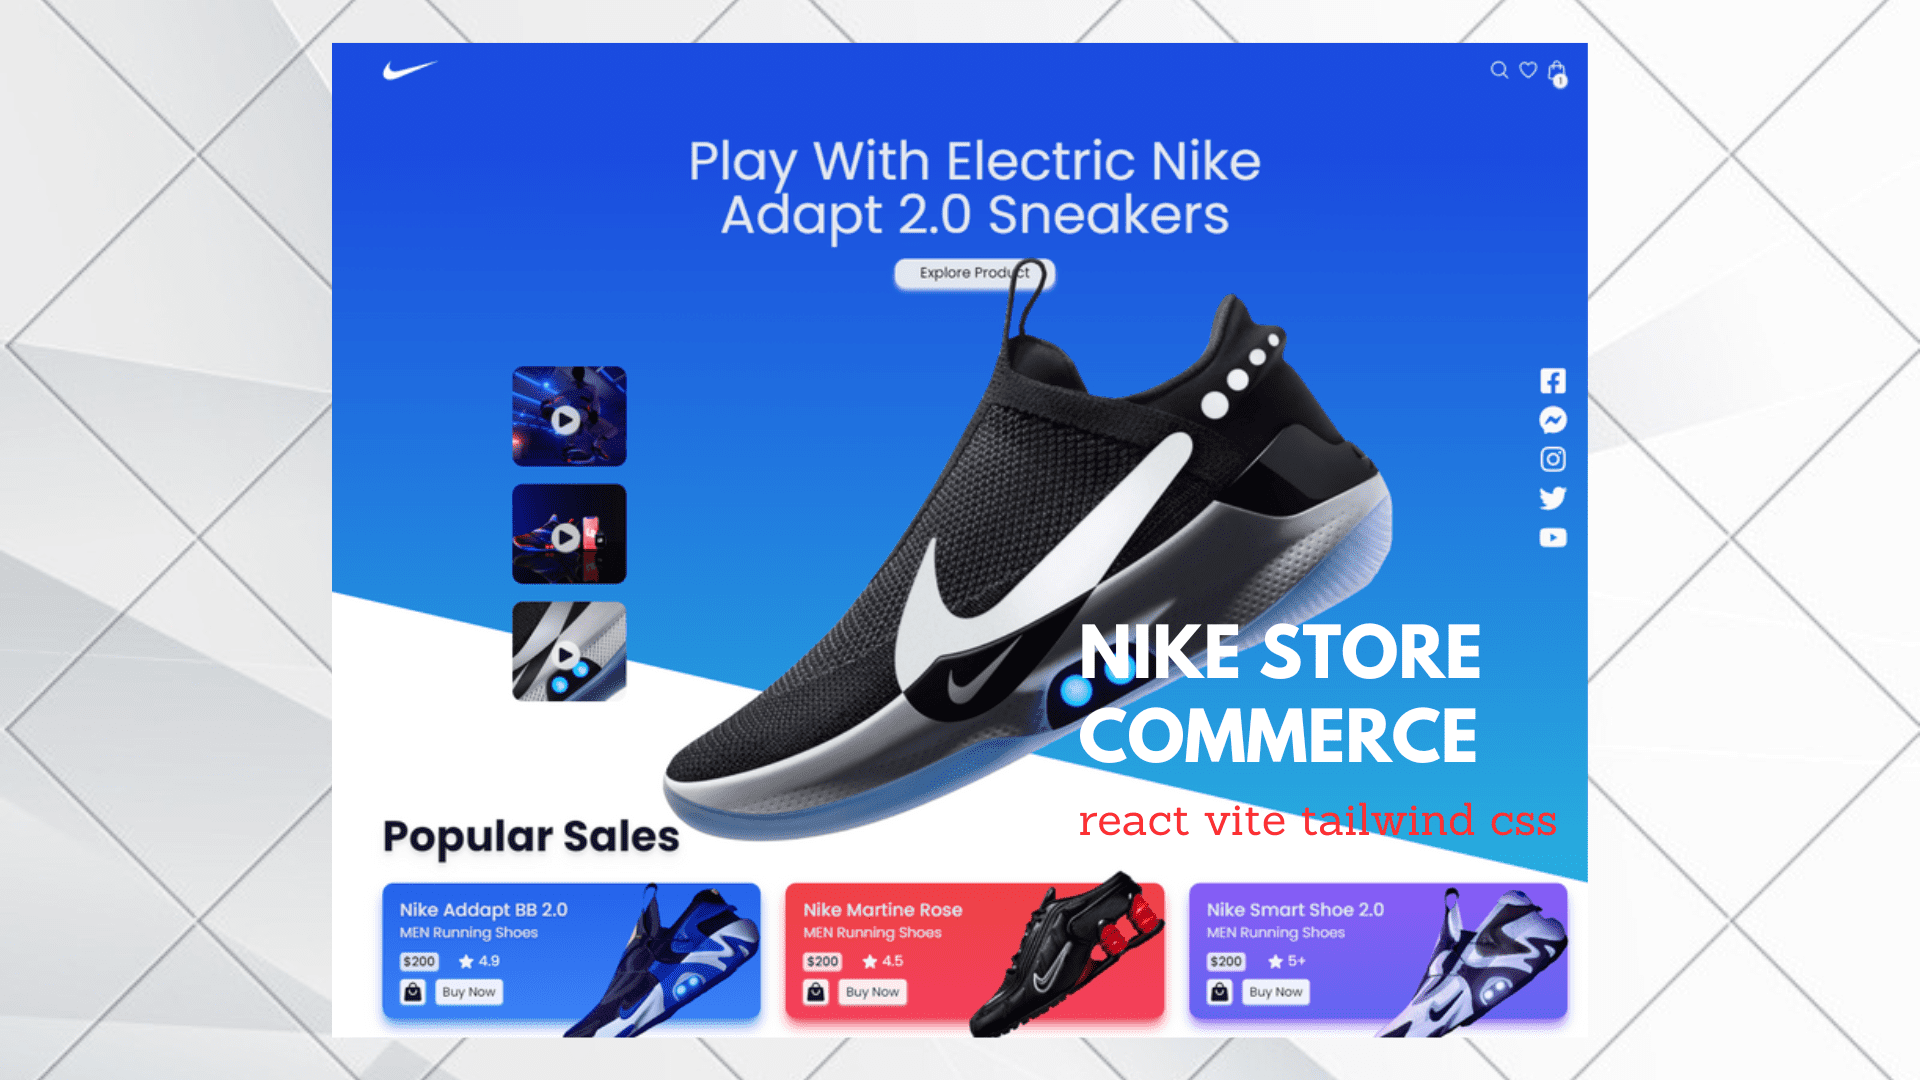 1
Play With Electric Nike
Adapt 2.0 Sneakers
Explore Product
NIKE STORE
COMMERCE
react vite tailwind css
Popular Sales
Nike Addapt BB 2.0
MEN Running Shoes
$200 4.9
Buy Now
Nike Martine Rose
MEN Running Shoes
$200 4.5
Buy Now
Nike Smart Shoe 2.0
MEN Running Shoes
$200 5+
Buy Now